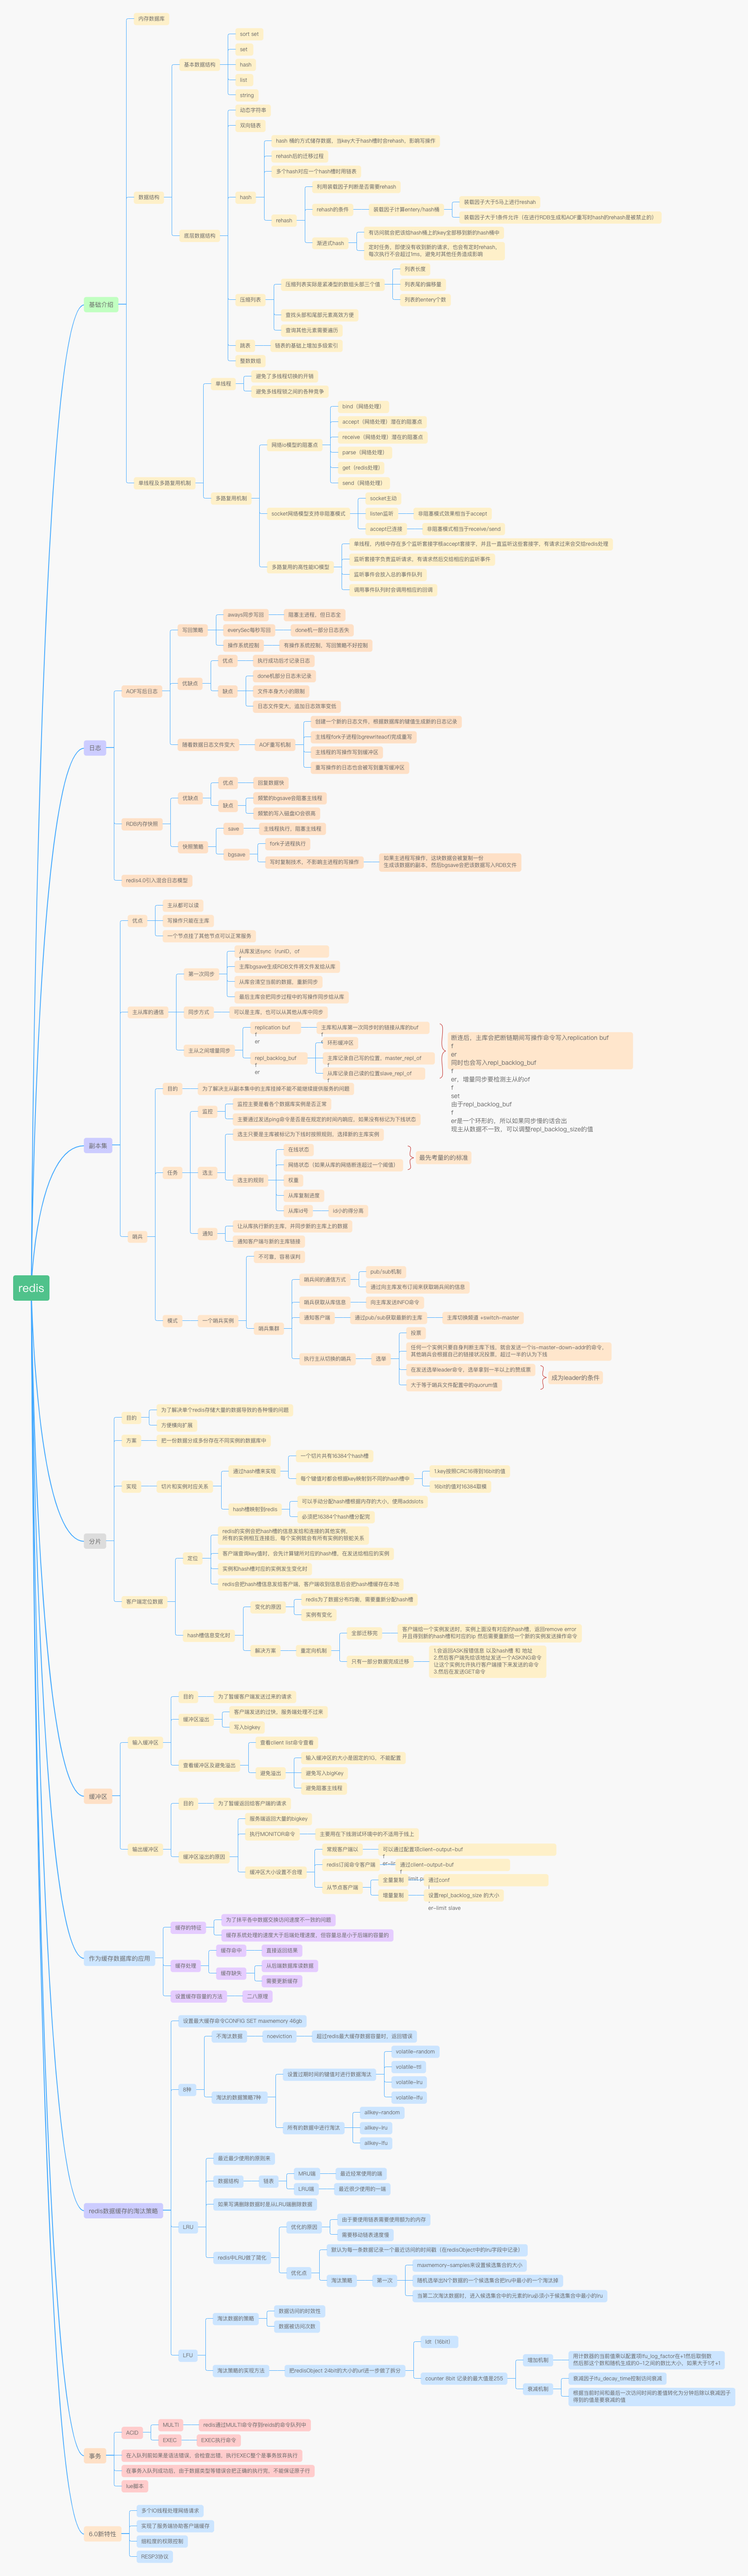 redis
基础介绍
内存数据库
数据结构
基本数据结构
sort set
set
hash
list
string
底层数据结构
动态字符串
双向链表
hash
hash 桶的方式储存数据，当key大于hash槽时会rehash，影响写操作
rehash后的迁移过程
多个hash对应一个hash槽时用链表
rehash
利用装载因子判断是否需要rehash
rehash的条件
装载因子计算entery/hash桶
装载因子大于5马上进行reshah
装载因子大于1条件允许（在进行RDB生成和AOF重写时hash的rehash是被禁止的）
渐进式hash
有访问就会把该给hash桶上的key全部移到新的hash桶中
定时任务，即使没有收到新的请求，也会有定时rehash，
每次执行不会超过1ms，避免对其他任务造成影响
压缩列表
压缩列表实际是紧凑型的数组头部三个值
列表长度
列表尾的偏移量
列表的entery个数
查找头部和尾部元素高效方便
查询其他元素需要遍历
跳表
链表的基础上增加多级索引
整数数组
单线程及多路复用机制
单线程
避免了多线程切换的开销
避免多线程锁之间的各种竞争
多路复用机制
网络io模型的阻塞点
bind（网络处理）
accept（网络处理）潜在的阻塞点
receive（网络处理）潜在的阻塞点
parse（网络处理）
get（redis处理)
send（网络处理）
socket网络模型支持非阻塞模式
socket主动
listen监听
非阻塞模式效果相当于accept
accept已连接
非阻塞模式相当于receive/send
多路复用的高性能IO模型
单线程，内核中存在多个监听套接字核accept套接字，并且一直监听这些套接字，有请求过来会交给redis处理
监听套接字负责监听请求，有请求然后交给相应的监听事件
监听事件会放入总的事件队列
调用事件队列时会调用相应的回调
日志
AOF写后日志
写回策略
aways同步写回
阻塞主进程，但日志全
everySec每秒写回
done机一部分日志丢失
操作系统控制
有操作系统控制，写回策略不好控制
优缺点
优点
执行成功后才记录日志
缺点
done机部分日志未记录
文件本身大小的限制
日志文件变大，追加日志效率变低
随着数据日志文件变大
AOF重写机制
创建一个新的日志文件，根据数据库的键值生成新的日志记录
主线程fork子进程(bgrewriteaof)完成重写
主线程的写操作写到缓冲区
重写操作的日志也会被写到重写缓冲区
RDB内存快照
优缺点
优点
回复数据快
缺点
频繁的bgsave会阻塞主线程
频繁的写入磁盘IO会很高
快照策略
save
主线程执行，阻塞主线程
bgsave
fork子进程执行
写时复制技术，不影响主进程的写操作
如果主进程写操作，这块数据会被复制一份
生成该数据的副本，然后bgsave会把该数据写入RDB文件
redis4.0引入混合日志模型
副本集
优点
主从都可以读
写操作只能在主库
一个节点挂了其他节点可以正常服务
主从库的通信
第一次同步
从库发送sync（runID、of
f
主库bgsave生成RDB文件将文件发给从库
从库会清空当前的数据，重新同步
最后主库会把同步过程中的写操作同步给从库
同步方式
可以是主库，也可以从其他从库中同步
主从之间增量同步
replication buf
f
er
主库和从库第一次同步时的链接从库的buf
f
repl_backlog_buf
f
er
环形缓冲区
主库记录自己写的位置，master_repl_of
f
从库记录自己读的位置slave_repl_of
f
断连后，主库会把断链期间写操作命令写入replication buf
f
er
同时也会写入repl_backlog_buf
f
er，增量同步要检测主从的of
f
set
由于repl_backlog_buf
f
er是一个环形的，所以如果同步慢的话会出
现主从数据不一致，可以调整repl_backlog_size的值
哨兵
目的
为了解决主从副本集中的主库挂掉不能不能继续提供服务的问题
任务
监控
监控主要是看各个数据库实例是否正常
主要通过发送ping命令是否是在规定的时间内响应，如果没有标记为下线状态
选主
选主只要是主库被标记为下线时按照规则，选择新的主库实例
选主的规则
在线状态
网络状态（如果从库的网络断连超过一个阈值）
权重
从库复制进度
从库id号
id小的得分高
最先考量的的标准
通知
让从库执行新的主库，并同步新的主库上的数据
通知客户端与新的主库链接
模式
一个哨兵实例
不可靠，容易误判
哨兵集群
哨兵间的通信方式
pub/sub机制
通过向主库发布订阅来获取哨兵间的信息
哨兵获取从库信息
向主库发送INFO命令
通知客户端
通过pub/sub获取最新的主库
主库切换频道 +switch-master
执行主从切换的哨兵
选举
投票
任何一个实例只要自身判断主库下线，就会发送一个is-master-down-addr的命令，
其他哨兵会根据自己的链接状况投票，超过一半的认为下线
在发送选举leader命令，选举拿到一半以上的赞成票
大于等于哨兵文件配置中的quorum值
成为leader的条件
分片
目的
为了解决单个redis存储大量的数据导致的各种慢的问题
方便横向扩展
方案
把一份数据分成多份存在不同实例的数据库中
实现
切片和实例对应关系
通过hash槽来实现
一个切片共有16384个hash槽
每个键值对都会根据key映射到不同的hash槽中
1.key按照CRC16得到16bit的值
16bit的值对16384取模
hash槽映射到redis
可以手动分配hash槽根据内存的大小，使用addslots
必须把16384个hash槽分配完
客户端定位数据
定位
redis的实例会把hash槽的信息发给和连接的其他实例，
所有的实例相互连接后，每个实例就会有所有实例的根据关系
客户端查询key值时，会先计算键所对应的hash槽，在发送给相应的实例
实例和hash槽对应的实例发生变化时
redis会把hash槽信息发给客户端，客户端收到信息后会把hash槽缓存在本地
hash槽信息变化时
变化的原因
redis为了数据分布均衡，需要重新分配hash槽
实例有变化
解决方案
重定向机制
全部迁移完
客户端给一个实例发送时，实例上面没有对应的hash槽，返回remove error
并且得到新的hash槽和对应的ip 然后需要重新给一个新的实例发送操作命令
只有一部分数据完成迁移
1.会返回ASK报错信息 以及hash槽 和 地址
2.然后客户端先给该地址发送一个ASKING命令
让这个实例允许执行客户端接下来发送的命令
3.然后在发送GET命令
缓冲区
输入缓冲区
目的
为了暂缓客户端发送过来的请求
缓冲区溢出
客户端发送的过快，服务端处理不过来
写入bigkey
查看缓冲区及避免溢出
查看client list命令查看
避免溢出
输入缓冲区的大小是固定的1G，不能配置
避免写入bigKey
避免阻塞主线程
输出缓冲区
目的
为了暂缓返回给客户端的请求
缓冲区溢出的原因
服务端返回大量的bigkey
执行MONITOR命令
主要用在下线测试环境中的不适用于线上
缓冲区大小设置不合理
常规客户端以
可以通过配置项client-output-buf
f
redis订阅命令客户端
通过client-output-buf
f
从节点客户端
全量复制
通过conf
增量复制
设置repl_backlog_size 的大小
er-limit slave
作为缓存数据库的应用
缓存的特征
为了抹平各中数据交换访问速度不一致的问题
缓存系统处理的速度大于后端处理速度，但容量总是小于后端的容量的
缓存处理
缓存命中
直接返回结果
缓存缺失
从后端数据库读数据
需要更新缓存
设置缓存容量的方法
二八原理
redis数据缓存的淘汰策略
设置最大缓存命令CONFIG SET maxmemory 46gb
8种
不淘汰数据
noeviction
超过redis最大缓存数据容量时，返回错误
淘汰的数据策略7种
设置过期时间的键值对进行数据淘汰
volatile-random
volatile-ttl
volatile-lru
volatile-lfu
所有的数据中进行淘汰
allkey-random
allkey-lru
allkey-lfu
LRU
最近最少使用的原则来
数据结构
链表
MRU端
最近经常使用的端
LRU端
最近很少使用的一端
如果写满删除数据时是从LRU端删除数据
redis中LRU做了简化
优化的原因
由于要使用链表需要使用额为的内存
需要移动链表速度慢
优化点
默认为每一条数据记录一个最近访问的时间戳（在redisObject中的lru字段中记录）
淘汰策略
第一次
maxmemory-samples来设置候选集合的大小
随机选举出N个数据的一个候选集合把lru中最小的一个淘汰掉
当第二次淘汰数据时，进入候选集合中的元素的lru必须小于候选集合中最小的lru
LFU
淘汰数据的策略
数据访问的时效性
数据被访问次数
淘汰策略的实现方法
把redisObject 24bit的大小的lurl进一步做了拆分
ldt（16bit）
counter 8bit 记录的最大值是255
增加机制
用计数器的当前值乘以配置项lfu_log_factor在+1然后取倒数
然后那这个数和随机生成的0-1之间的数比大小，如果大于1才+1
衰减机制
衰减因子lfu_decay_time控制访问衰减
根据当前时间和最后一次访问时间的差值转化为分钟后除以衰减因子
得到的值是要衰减的值
事务
ACID
MULTI
redis通过MULTI命令存到reids的命令队列中
EXEC
EXEC执行命令
在入队列前如果是语法错误，会检查出错，执行EXEC整个是事务放弃执行
在事务入队列成功后，由于数据类型等错误会把正确的执行完，不能保证原子行
lua脚本
6.0新特性
多个IO线程处理网络请求
实现了服务端协助客户端缓存
细粒度的权限控制
RESP3协议